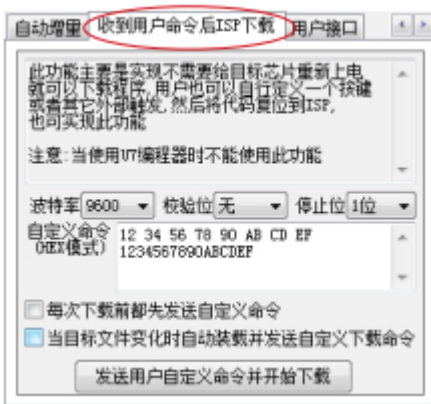 自动增量 收到用户命令后ISP下载 用户接口
此功能主要是实现不需要给目标芯片重新上电
就可以下载程序,用户也可以自行定义一个按键
或者其它外部触发,然后将代码复位到ISP,
也可实现此功能
注意:当使用U7编程器时不能使用此功能
波特率 9600 校验位 无 停止位 1位
自定义命令 12 34 56 78 90 AB CD EF
(HEX模式) 1234567890ABCDEF
每次下载前都先发送自定义命令
当目标文件变化时自动装载并发送自定义下载命令
发送用户自定义命令并开始下载